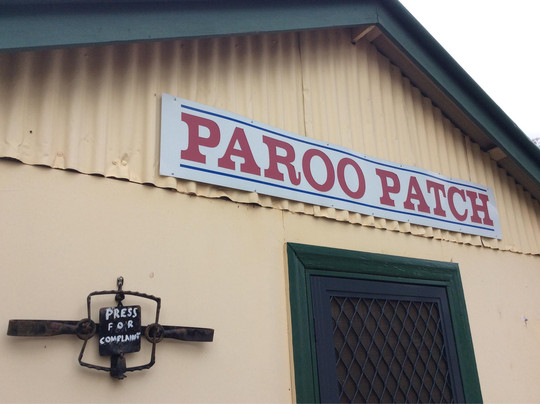 PAROO PATCH
PRESS
FOR
COMPLAINT